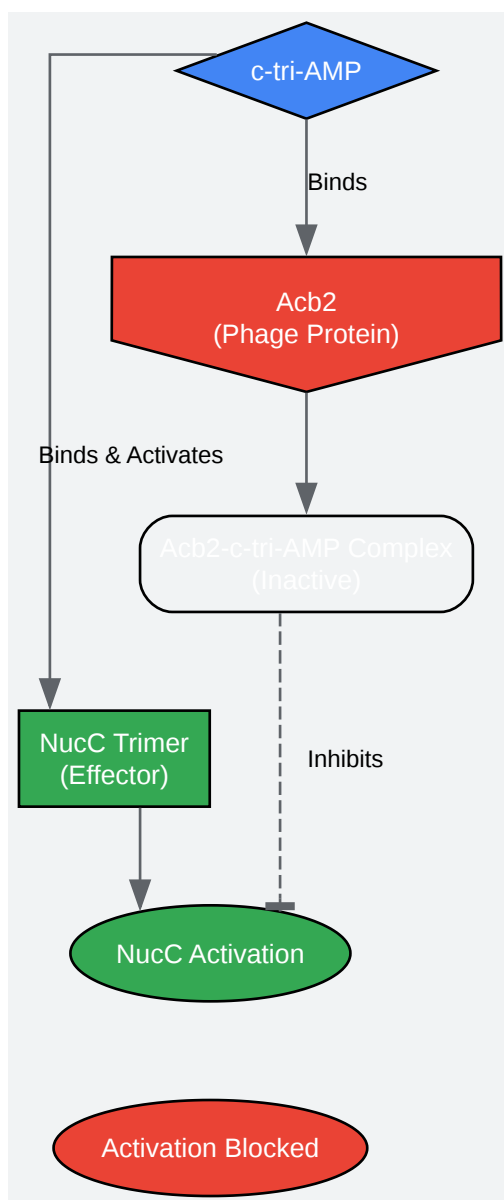 c-tri-AMP
Binds
Acb2
(Phage Protein)
Binds & Activates
Acb2-c-tri-AMP Complex
(Inactive)
NucC Trimer
(Effector)
Inhibits
NucC Activation
Activation Blocked